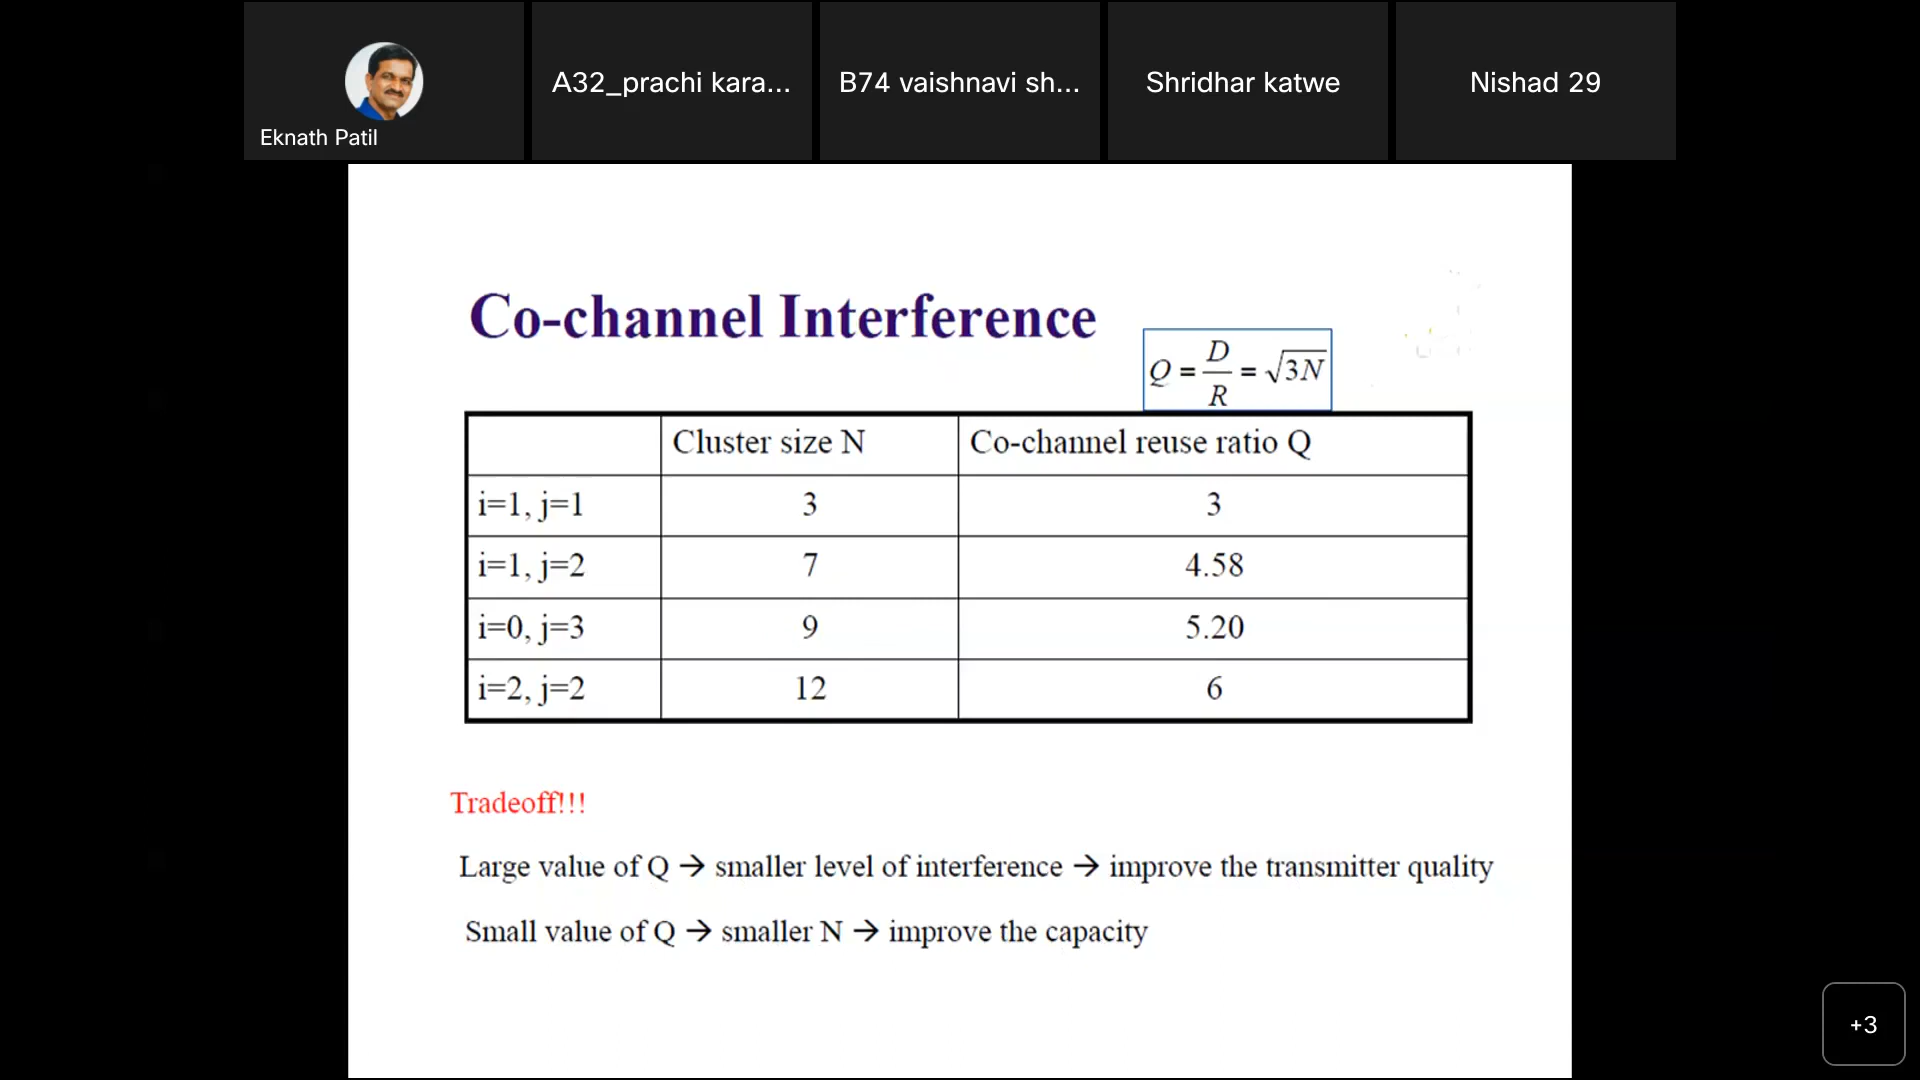 A32_prachi kara...
B74 vaishnavi sh...
Shridhar katwe
Nishad 29
Eknath Patil
Co-channel Interference
Q = D/R = √3N
Cluster size N Co-channel reuse ratio Q
i=1, j=1 3 3
i=1, j=2 7 4.58
i=0, j=3 9 5.20
i=2, j=2 12 6
Tradeoff!!!
Large value of Q → smaller level of interference → improve the transmitter quality
Small value of Q → smaller N → improve the capacity
+3